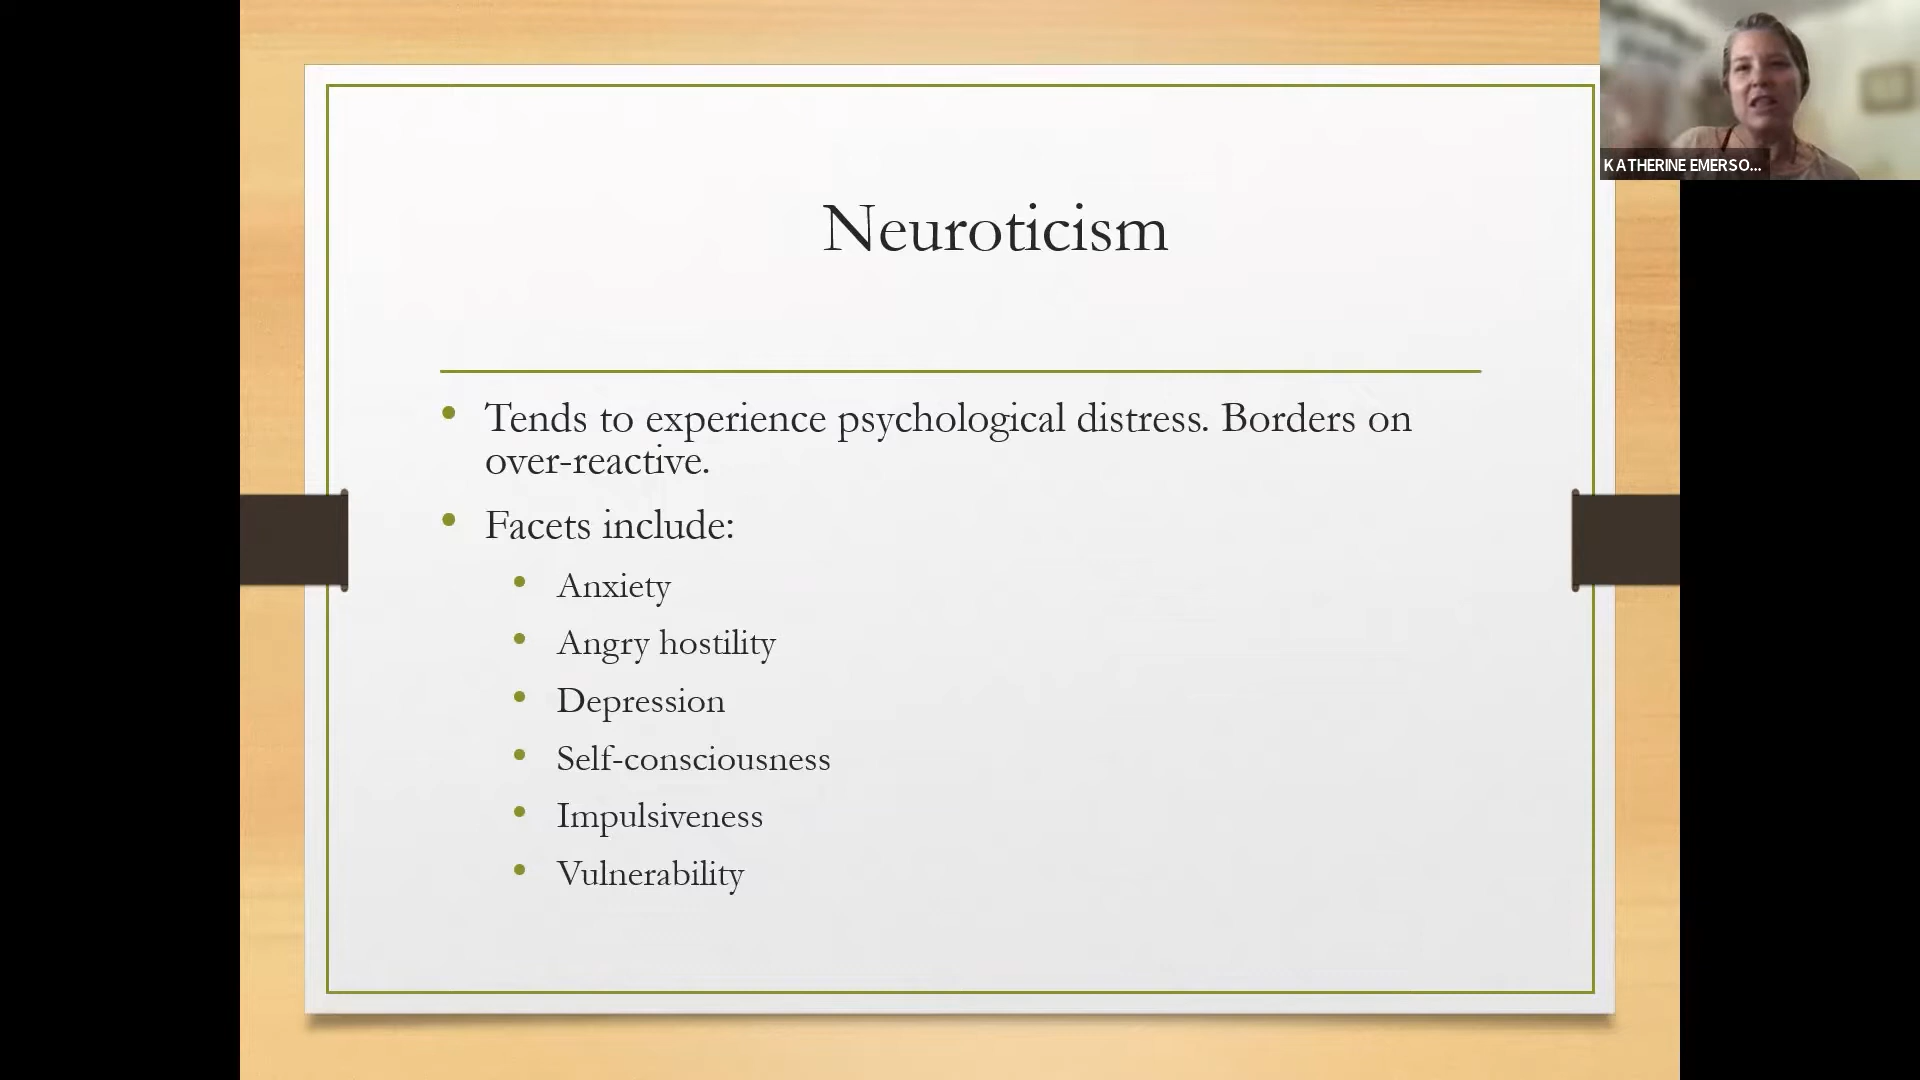 KATHERINE EMERSO...
Neuroticism
Tends to experience psychological distress. Borders on
over-reactive.
Facets include:
Anxiety
Angry hostility
Depression
Self-consciousness
Impulsiveness
Vulnerability